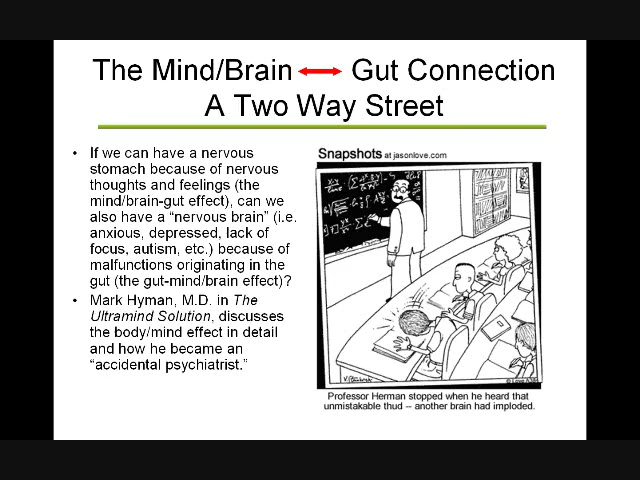 The Mind/Brain Gut Connection
A Two Way Street
• If we can have a nervous
stomach because of nervous
thoughts and feelings (the
mind/brain-gut effect), can we
also have a “nervous brain” (i.e.
anxious, depressed, lack of
focus, autism, etc.) because of
malfunctions originating in the
gut (the gut-mind/brain effect)?
• Mark Hyman, M.D. in The
Ultramind Solution, discusses
the body/mind effect in detail
and how he became an
“accidental psychiatrist.”
Snapshots at jasonlove.com
Professor Herman stopped when he heard that
unmistakable thud -- another brain had imploded.